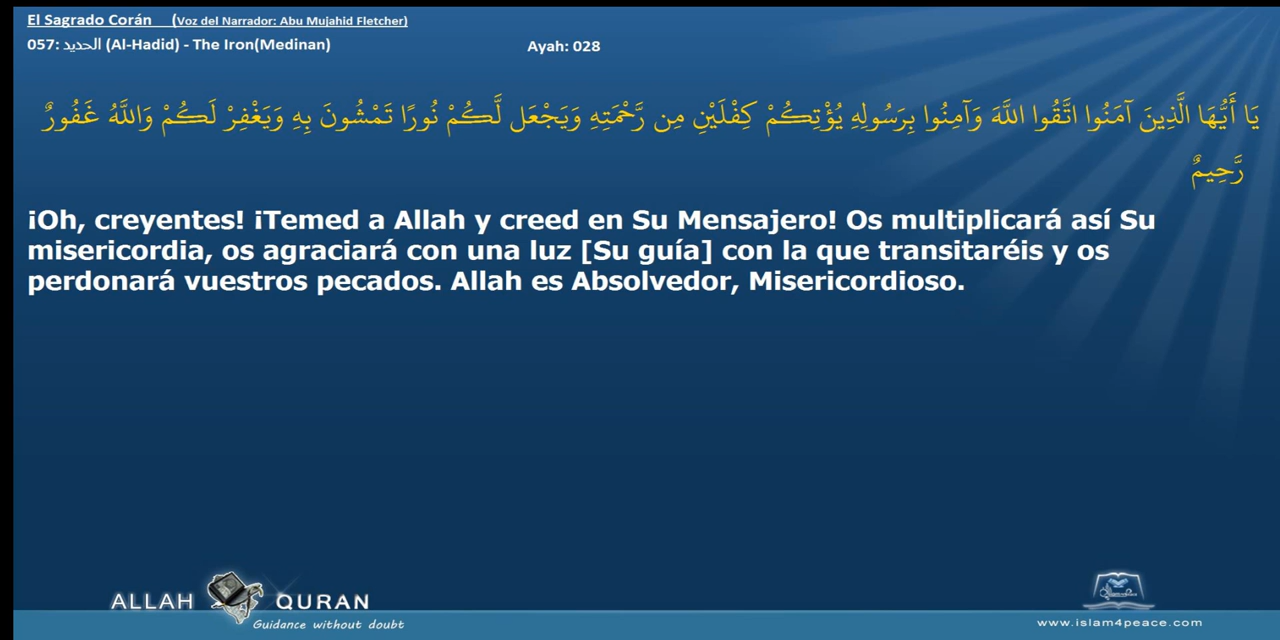 El Sagrado Corán (Voz del Narrador: Abu Mujahid Fletcher)
057: الحديد (Al-Hadid) - The Iron(Medinan) Ayah: 028
يَا أَيُّهَا الَّذِينَ آمَنُوا اتَّقُوا اللَّهَ وَآمِنُوا بِرَسُولِهِ يُؤْتِكُمْ كِفْلَيْنِ مِن رَّحْمَتِهِ وَيَجْعَل لَّكُمْ نُورًا تَمْشُونَ بِهِ وَيَغْفِرْ لَكُمْ وَاللَّهُ غَفُورٌ
رَّحِيمٌ
¡Oh, creyentes! ¡Temed a Allah y creed en Su Mensajero! Os multiplicará así Su
misericordia, os agraciará con una luz [Su guía] con la que transitaréis y os
perdonará vuestros pecados. Allah es Absolvedor, Misericordioso.
ALLAH QURAN
Guidance without doubt
www.islam4peace.com